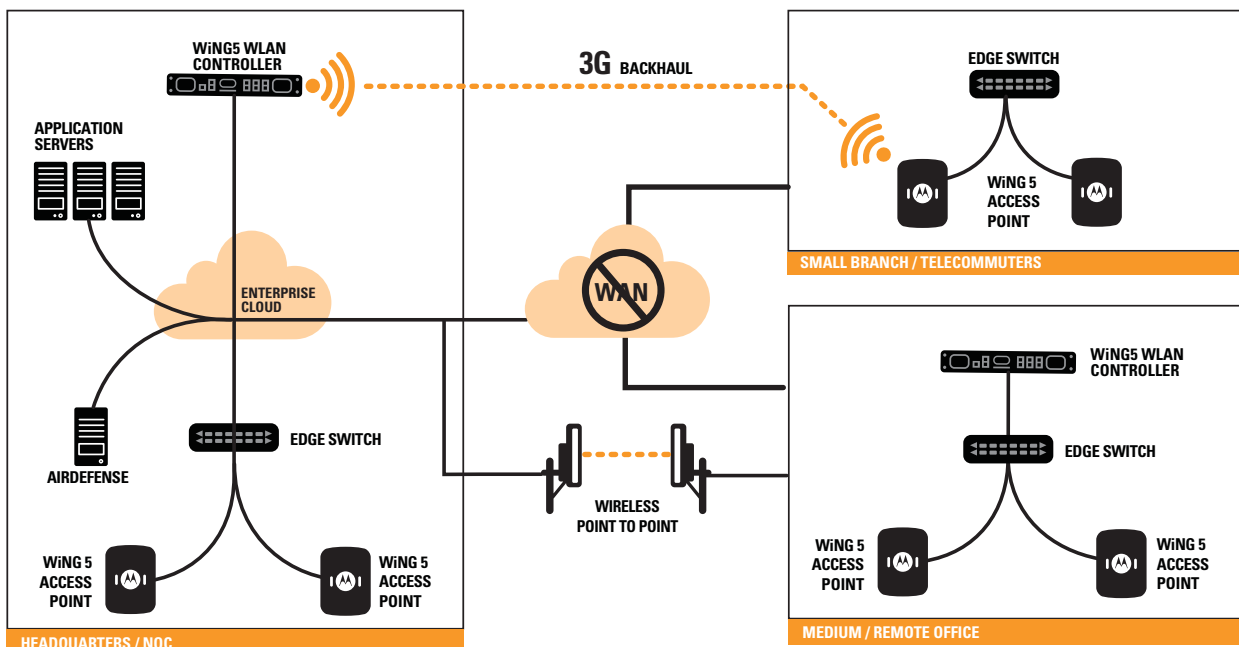 WiNG5 WLAN
CONTROLLER
3G BACKHAUL
EDGE SWITCH
APPLICATION
SERVERS
WiNG 5
ACCESS
POINT
SMALL BRANCH / TELECOMMUTERS
ENTERPRISE
CLOUD
WAN
WiNG5 WLAN
CONTROLLER
EDGE SWITCH
EDGE SWITCH
AIRDEFENSE
WIRELESS
POINT TO POINT
WiNG 5
ACCESS
POINT
WiNG 5
ACCESS
POINT
WiNG 5
ACCESS
POINT
WiNG 5
ACCESS
POINT
HEADQUARTERS / NOC
MEDIUM / REMOTE OFFICE